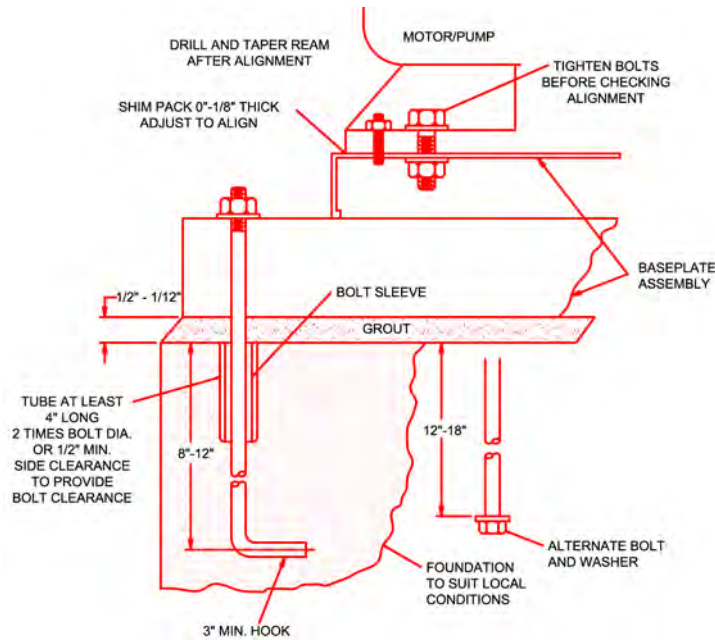 MOTOR/PUMP
DRILL AND TAPER REAM
AFTER ALIGNMENT
TIGHTEN BOLTS
BEFORE CHECKING
ALIGNMENT
SHIM PACK 0"-1/8" THICK
ADJUST TO ALIGN
BASEPLATE
ASSEMBLY
1/2" - 1/12"
BOLT SLEEVE
GROUT
TUBE AT LEAST
4" LONG
2 TIMES BOLT DIA.
OR 1/2" MIN.
SIDE CLEARANCE
TO PROVIDE
BOLT CLEARANCE
8"-12"
12"-18"
ALTERNATE BOLT
AND WASHER
FOUNDATION
TO SUIT LOCAL
CONDITIONS
3" MIN. HOOK